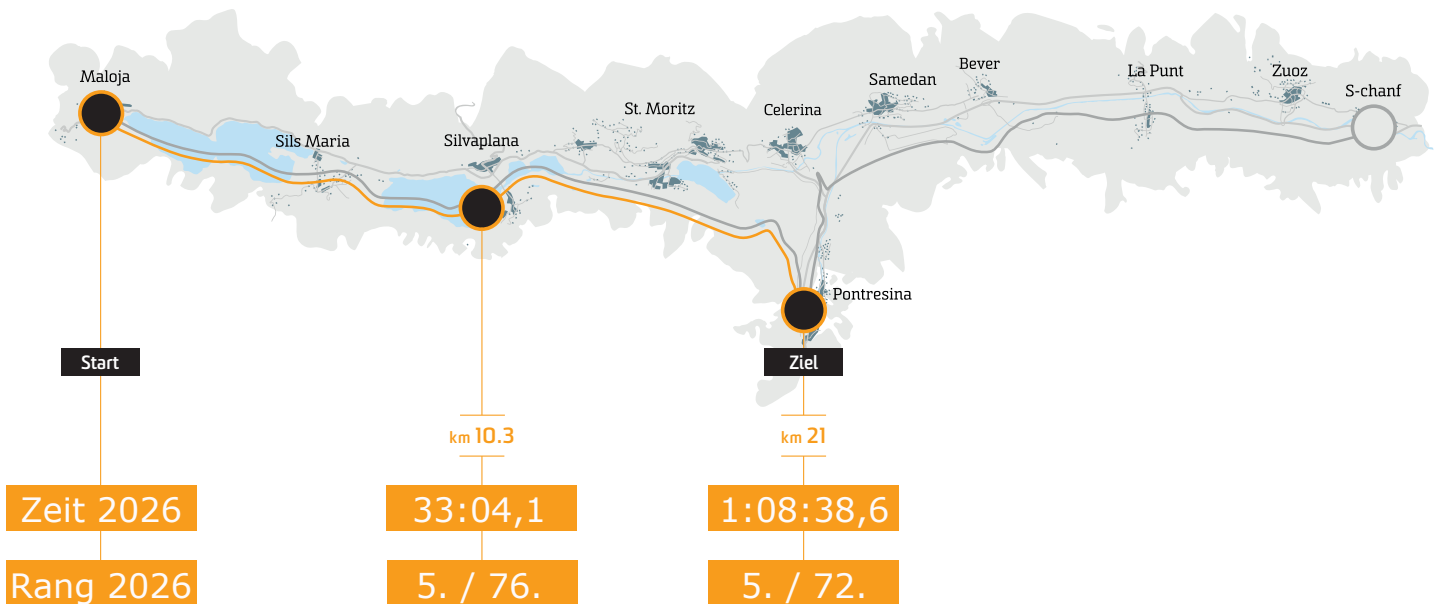 Maloja
Sils Maria
Silvaplana
St. Moritz
Celerina
Samedan
Bever
La Punt
Zuoz
S-chanf
Pontresina
Start
Ziel
km 10.3
km 21
Zeit 2026
33:04,1
1:08:38,6
Rang 2026
5. / 76.
5. / 72.